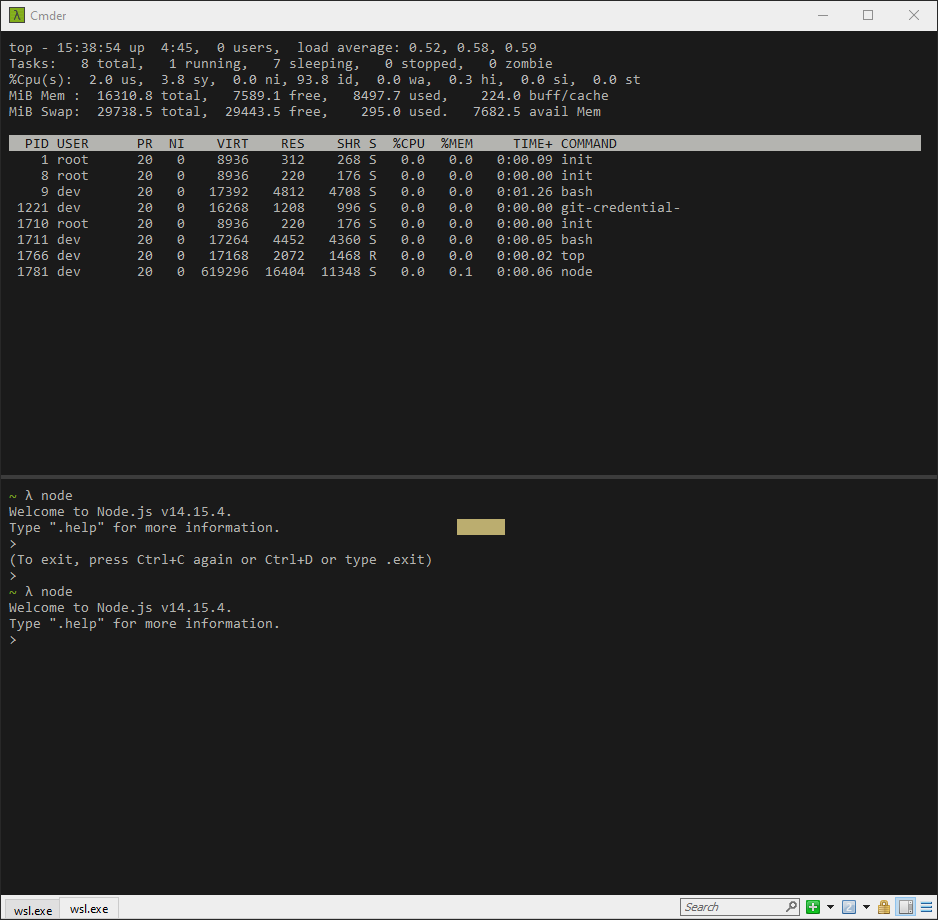 Cmder
top - 15:38:54 up  4:45,  0 users,  load average: 0.52, 0.58, 0.59
Tasks:   8 total,   1 running,   7 sleeping,   0 stopped,   0 zombie
%Cpu(s):  2.0 us,  3.8 sy,  0.0 ni, 93.8 id,  0.0 wa,  0.3 hi,  0.0 si,  0.0 st
MiB Mem :  16310.8 total,   7589.1 free,   8497.7 used,    224.0 buff/cache
MiB Swap:  29738.5 total,  29443.5 free,    295.0 used.   7682.5 avail Mem
  PID USER      PR  NI    VIRT    RES    SHR S  %CPU  %MEM     TIME+ COMMAND
    1 root      20   0    8936    312    268 S   0.0   0.0   0:00.09 init
    8 root      20   0    8936    220    176 S   0.0   0.0   0:00.00 init
    9 dev       20   0   17392   4812   4708 S   0.0   0.0   0:01.26 bash
 1221 dev       20   0   16268   1208    996 S   0.0   0.0   0:00.00 git-credential-
 1710 root      20   0    8936    220    176 S   0.0   0.0   0:00.00 init
 1711 dev       20   0   17264   4452   4360 S   0.0   0.0   0:00.05 bash
 1766 dev       20   0   17168   2072   1468 R   0.0   0.0   0:00.02 top
 1781 dev       20   0  619296  16404  11348 S   0.0   0.1   0:00.06 node
~ λ node
Welcome to Node.js v14.15.4.
Type ".help" for more information.
>
(To exit, press Ctrl+C again or Ctrl+D or type .exit)
>
~ λ node
Welcome to Node.js v14.15.4.
Type ".help" for more information.
>
wsl.exe wsl.exe Search